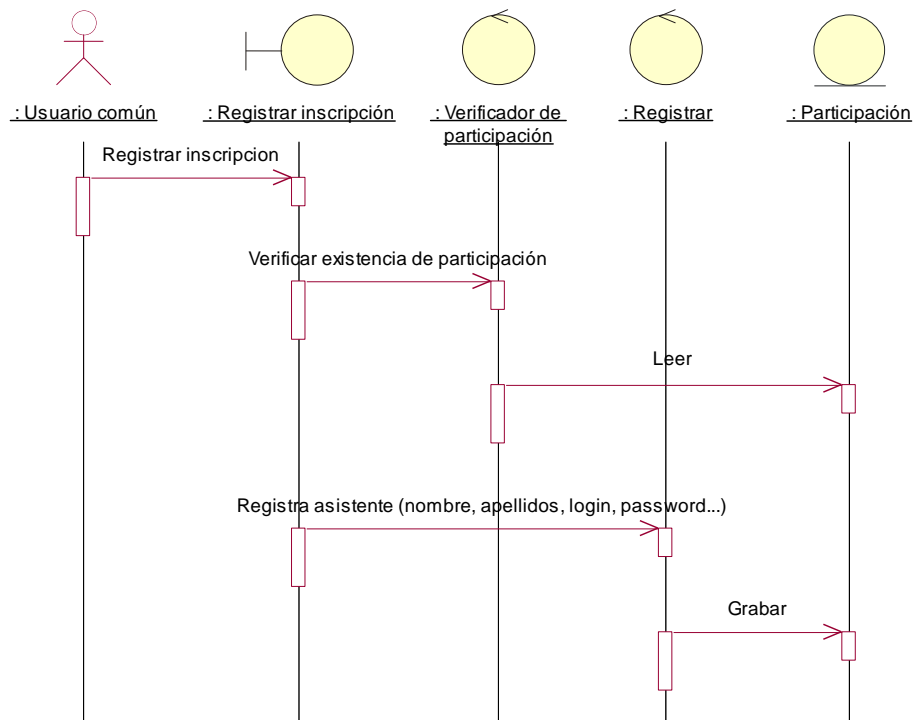 : Usuario común
: Registrar inscripción
: Verificador de
participación
: Registrar
: Participación
Registrar inscripcion
Verificar existencia de participación
Leer
Registra asistente (nombre, apellidos, login, password...)
Grabar